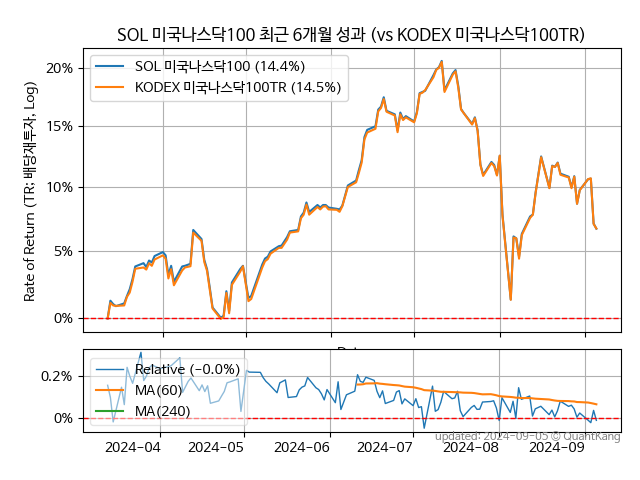 SOL 미국나스닥100 최근 6개월 성과 (vs KODEX 미국나스닥100TR)
Rate of Return (TR: 배당재투자, Log)
20%
15%
10%
5%
0%
SOL 미국나스닥100 (14.4%)
KODEX 미국나스닥100TR (14.5%)
0.2%
0%
Relative (-0.0%)
MA(60)
MA(240)
2024-04 2024-05 2024-06 2024-07 2024-08 2024-09
updated: 2024-09-05 © QuantKang